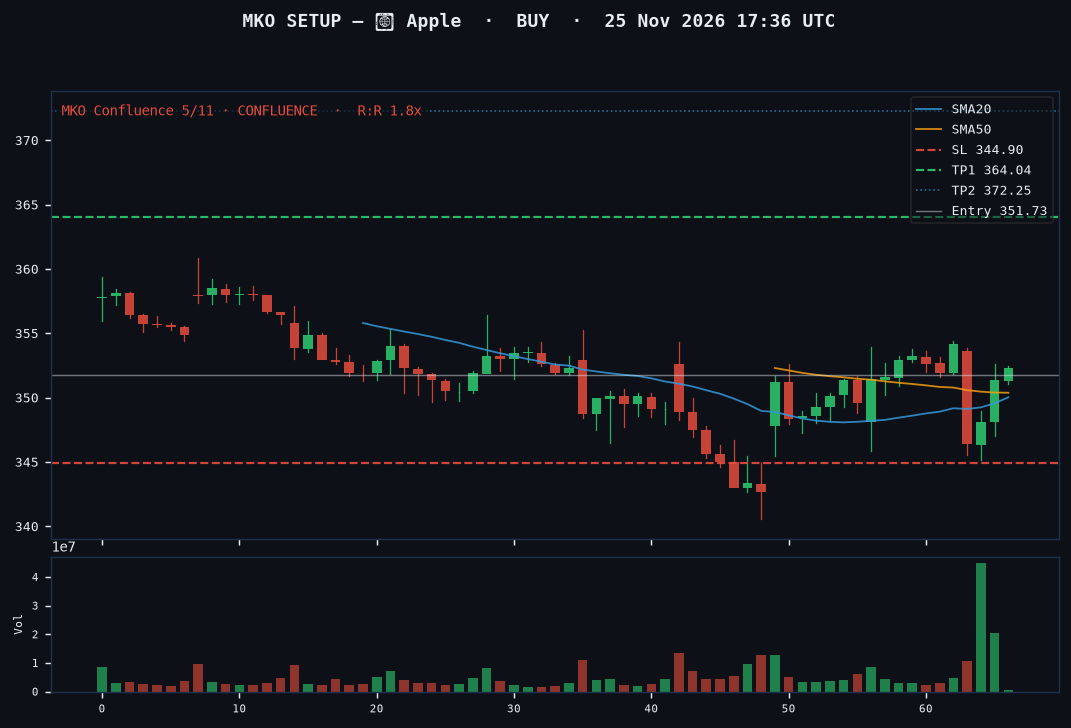 MKO SETUP — Apple · BUY · 25 Nov 2026 17:36 UTC
MKO Confluence 5/11 · CONFLUENCE · R:R 1.8x
SMA20
SMA50
SL 344.90
TP1 364.04
TP2 372.25
Entry 351.73
370
365
360
355
350
345
340
1e7
Vol
4
3
2
1
0
0 10 20 30 40 50 60